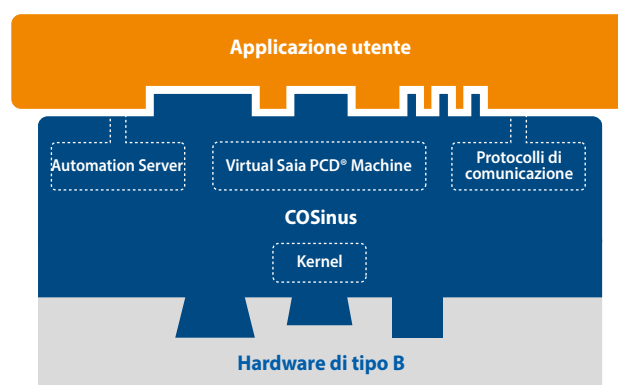 Applicazione utente
Automation Server
Virtual Saia PCD® Machine
Protocolli di
comunicazione
COSinus
Kernel
Hardware di tipo B